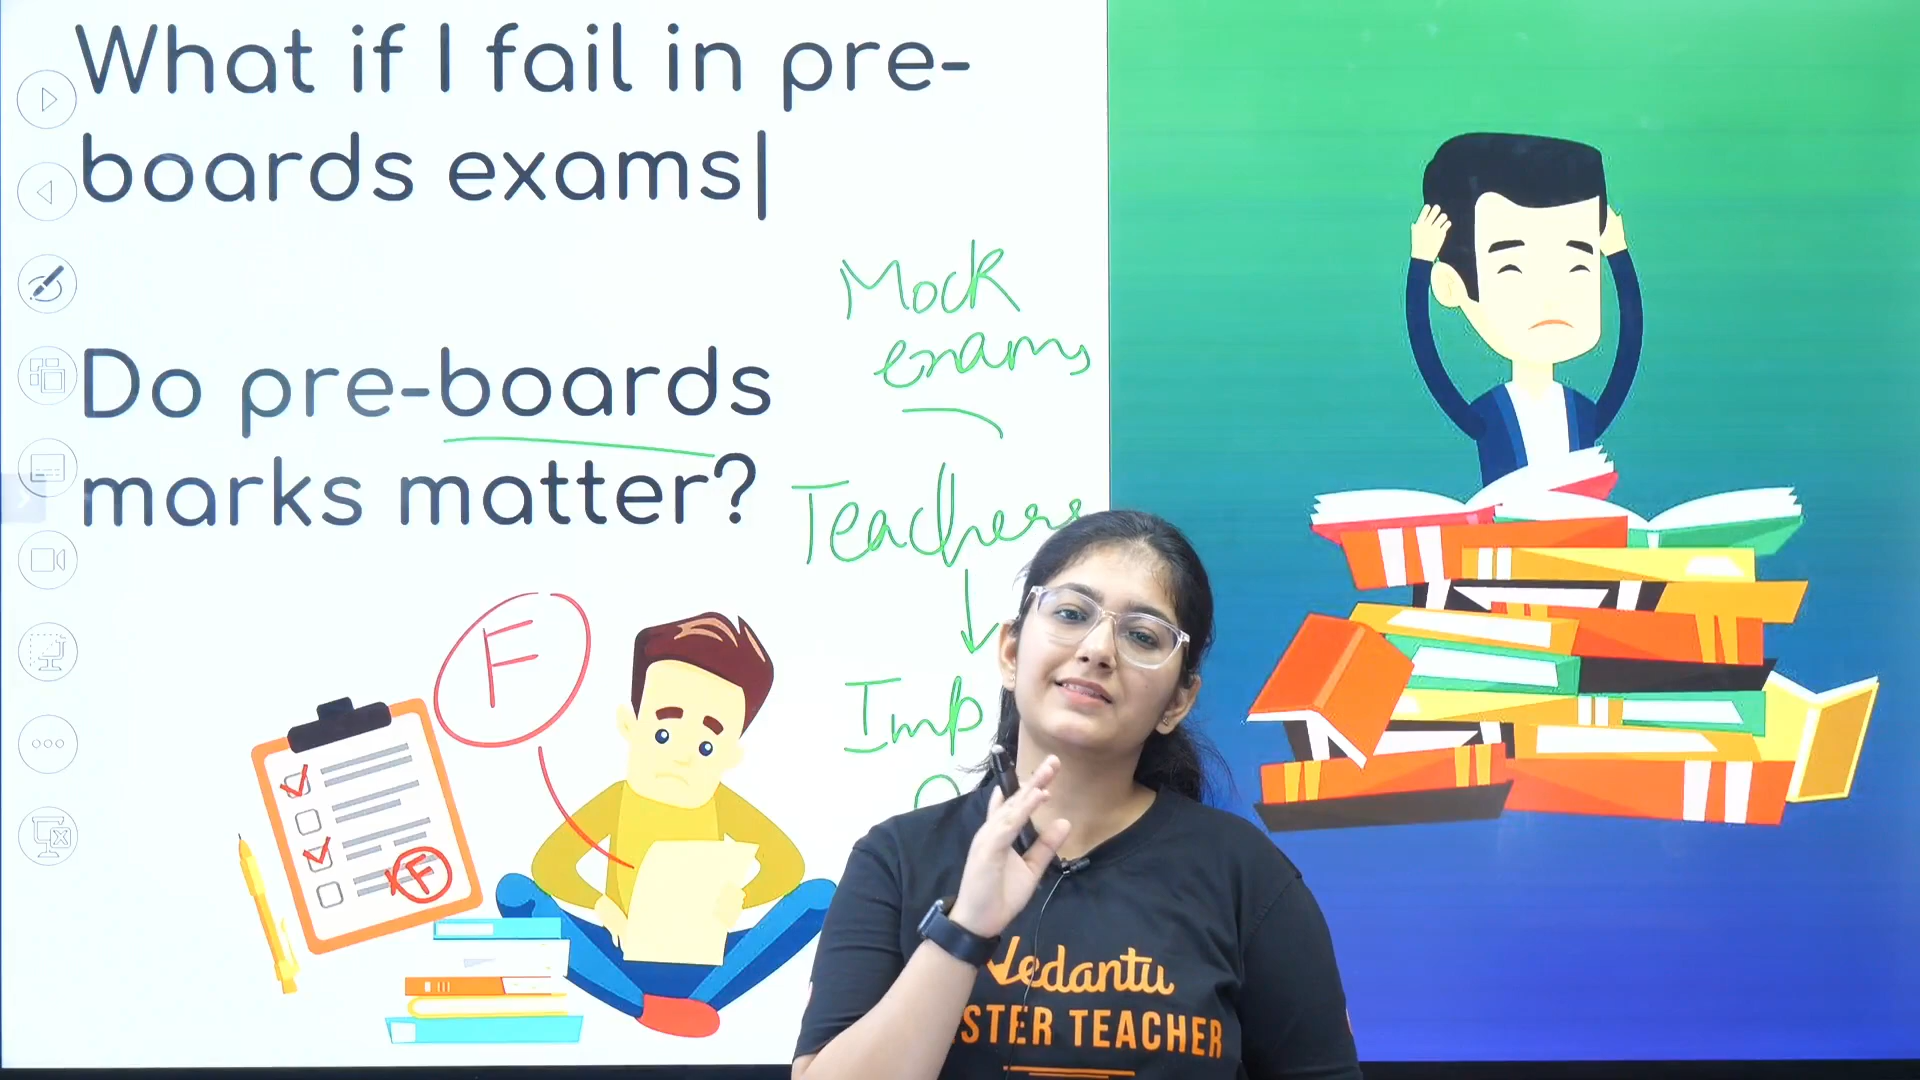 What if I fail in pre-
boards exams|
Do pre-boards
marks matter?
Mock
exams
Teachers
Imp
F
F
Vedantu
STER TEACHER